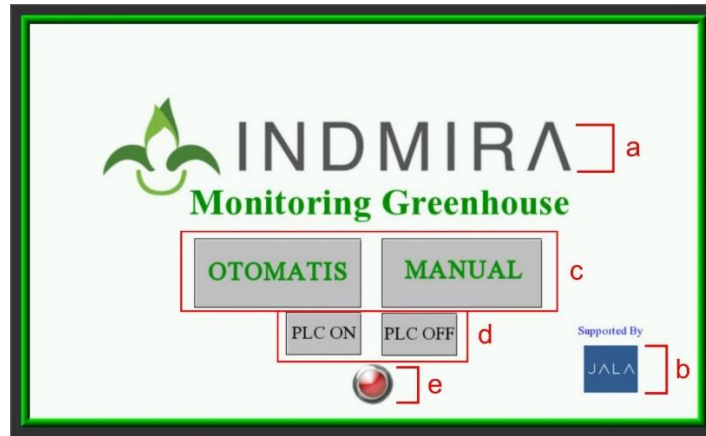 INDMIRA a
Monitoring Greenhouse
OTOMATIS MANUAL c
PLC ON PLC OFF d
Supported By
JALA b
e